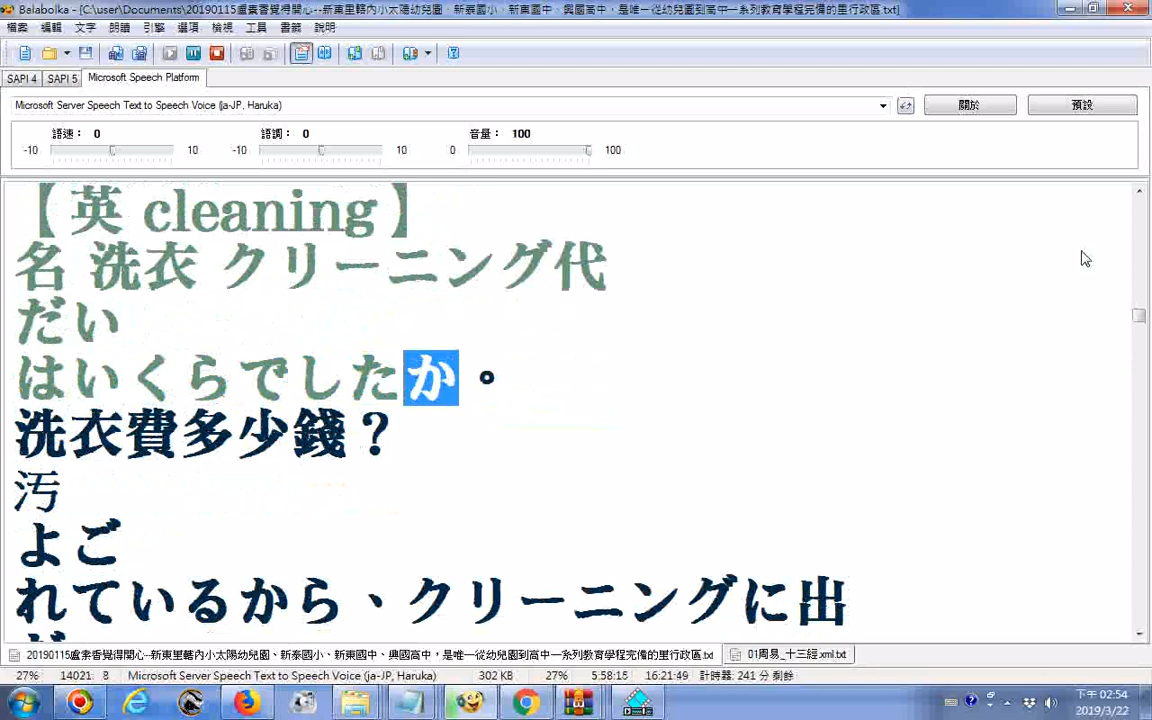 Balabolka - [C:\user\Documents\20190115盧素香覺得開心--新東里轄內小太陽幼兒園、新泰國小、新東國中、興國高中，是唯一從幼兒園到高中一系列教育學程完備的里行政區.txt]
檔案 編輯 文字 朗讀 引擎 選項 檢視 工具 書籤 說明
SAPI 4 SAPI 5 Microsoft Speech Platform
Microsoft Server Speech Text to Speech Voice (ja-JP, Haruka) 關於 預設
語速： 0 語調： 0 音量： 100
-10 10 -10 10 0 100
【英 cleaning】
名 洗衣 クリーニング代
だい
はいくらでしたか。
洗衣費多少錢？
汚
よご
れているから、クリーニングに出
20190115盧素香覺得開心--新東里轄內小太陽幼兒園、新泰國小、新東國中、興國高中，是唯一從幼兒園到高中一系列教育學程完備的里行政區.txt 01周易_十三經.xml.txt
27% 14021 : 8 Microsoft Server Speech Text to Speech Voice (ja-JP, Haruka) 302 KB 27% 5:58:15 16:21:49 計時器: 241 分 剩餘
下午 02:54
2019/3/22